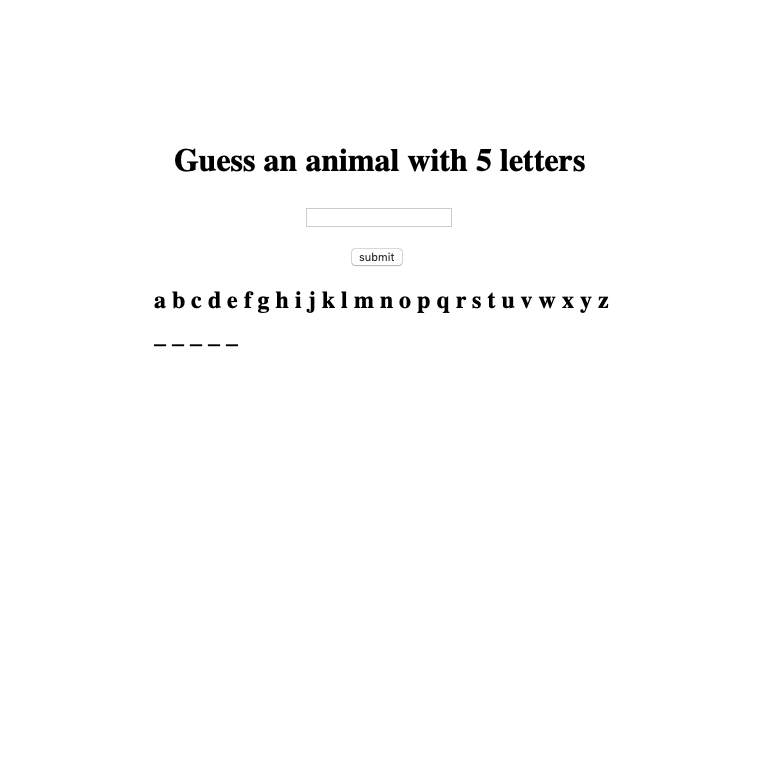 Guess an animal with 5 letters
submit
a b c d e f g h i j k l m n o p q r s t u v w x y z
_ _ _ _ _